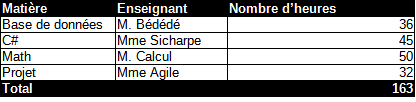 Matière Enseignant Nombre d’heures
Base de données M. Bédédé 36
C# Mme Sicharpe 45
Math M. Calcul 50
Projet Mme Agile 32
Total 163